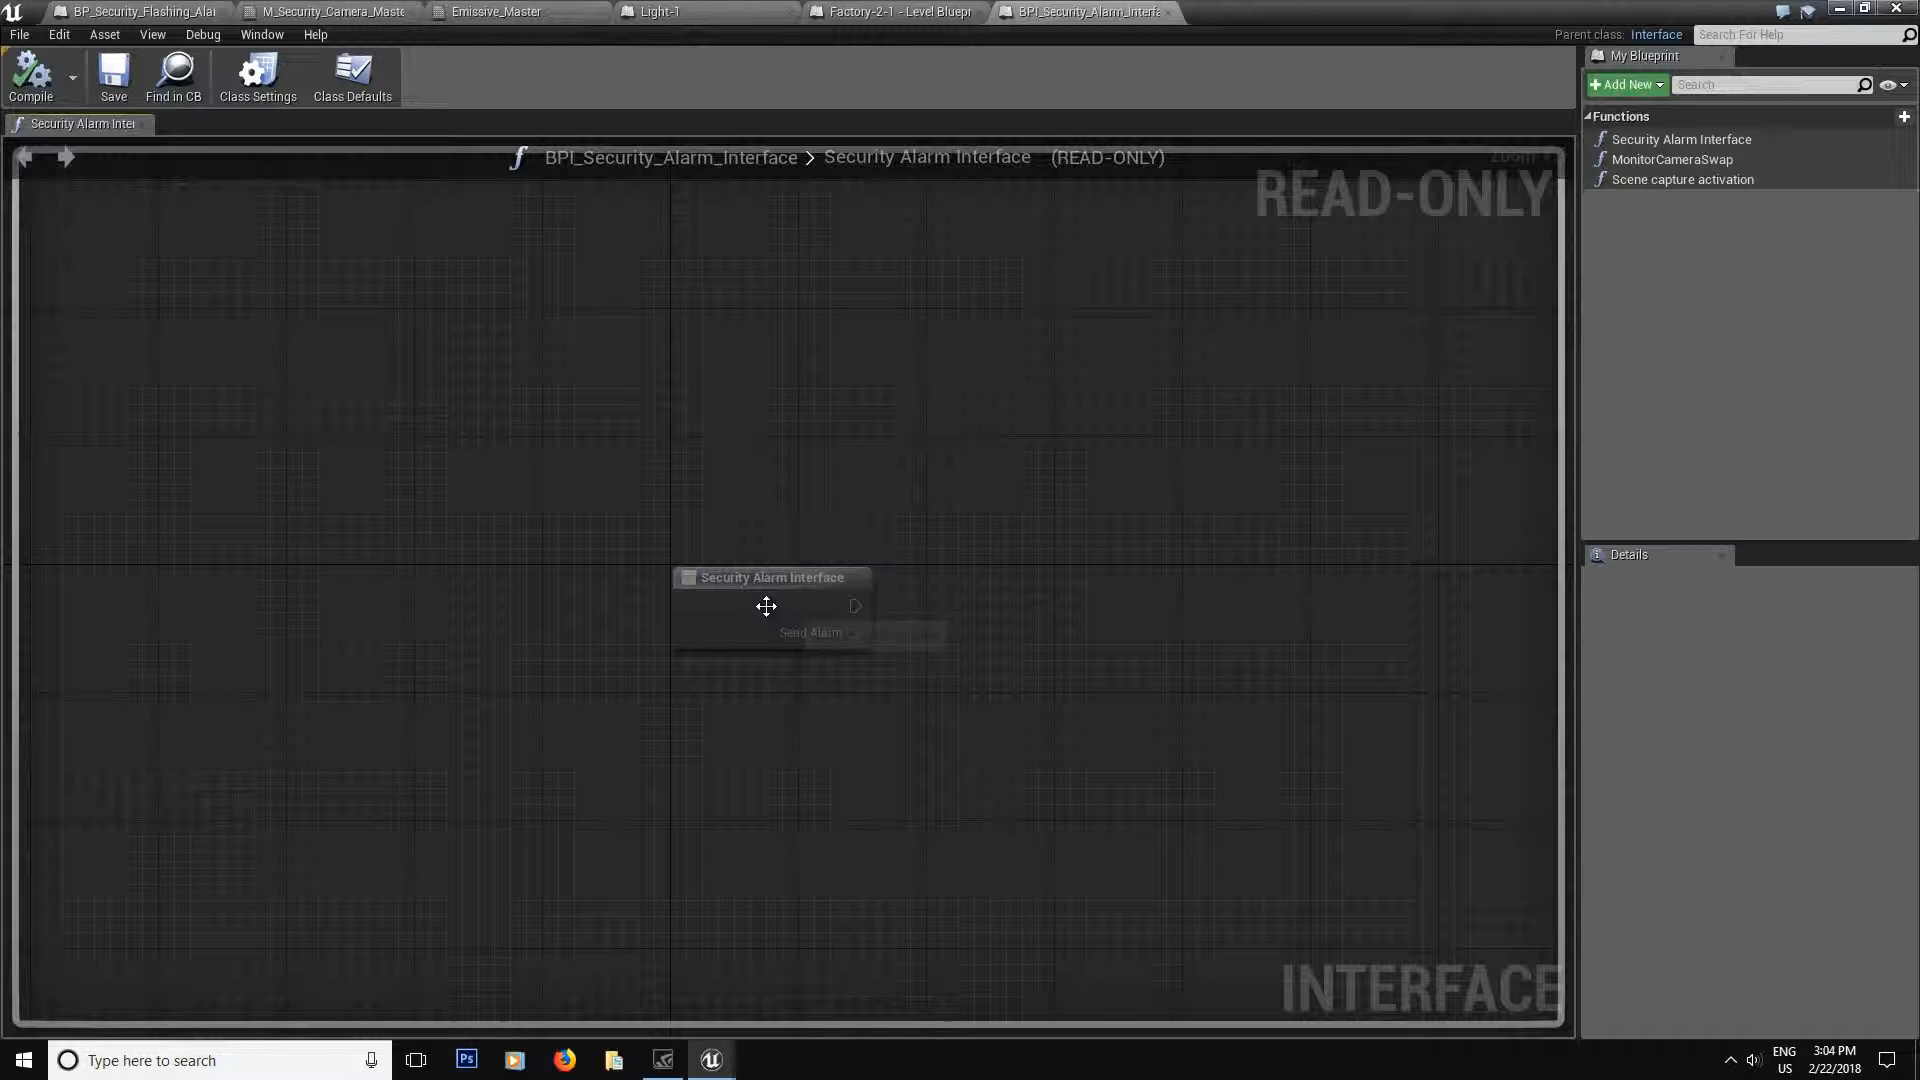 BP_Security_Flashing_Alar
M_Security_Camera_Maste
Emissive_Master
Light-1
Factory-2-1 - Level Bluepr
BPI_Security_Alarm_Interfa
File Edit Asset View Debug Window Help
Parent class: Interface
Search For Help
Compile
Save
Find in CB
Class Settings
Class Defaults
My Blueprint
Add New
Search
Functions
Security Alarm Interface
MonitorCameraSwap
Scene capture activation
Security Alarm Inter
BPI_Security_Alarm_Interface > Security Alarm Interface (READ-ONLY)
READ-ONLY
Security Alarm Interface
Send Alarm
Details
INTERFACE
Type here to search
Ps
ENG
US
3:04 PM
2/22/2018